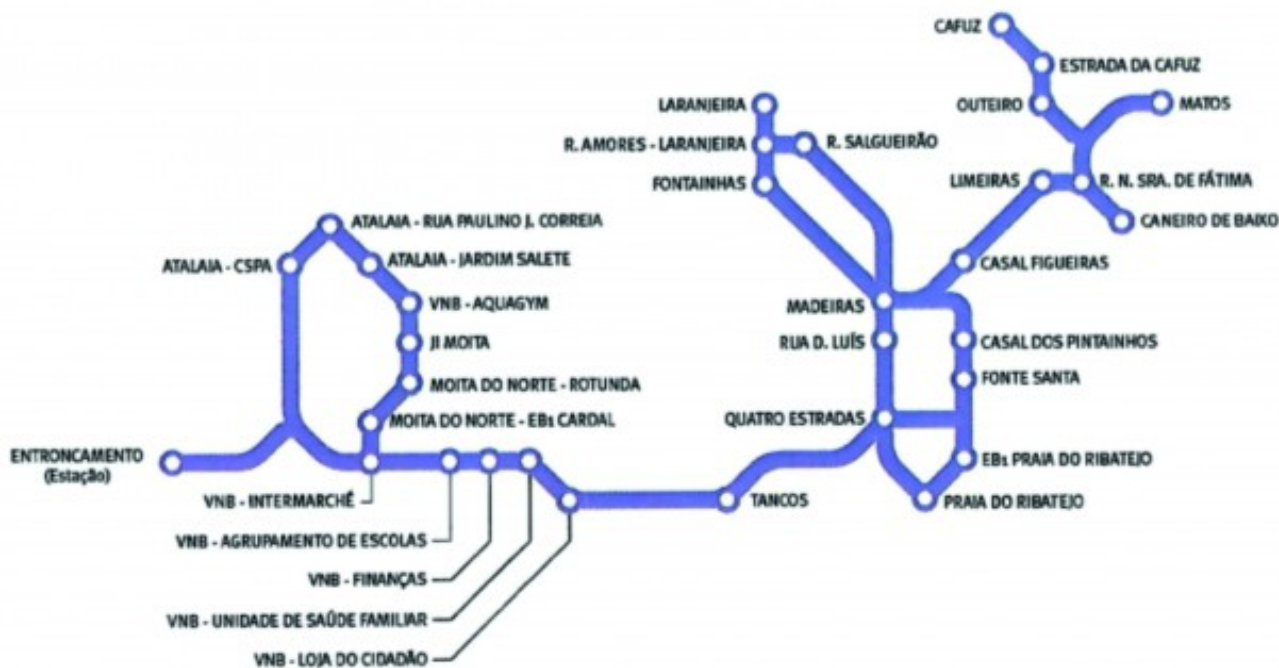 CAFUZ
ESTRADA DA CAFUZ
LARANJEIRA
OUTEIRO
MATOS
R. AMORES - LARANJEIRA
R. SALGUEIRÃO
FONTAINHAS
LIMEIRAS
R. N. SRA. DE FÁTIMA
ATALAIA - RUA PAULINO J. CORREIA
CANEIRO DE BAIXO
ATALAIA - CSPA
ATALAIA - JARDIM SALETE
CASAL FIGUEIRAS
VNB - AQUAGYM
MADEIRAS
JI MOITA
RUA D. LUÍS
CASAL DOS PINTAINHOS
MOITA DO NORTE - ROTUNDA
FONTE SANTA
MOITA DO NORTE - EB1 CARDAL
QUATRO ESTRADAS
ENTRONCAMENTO
(Estação)
EB1 PRAIA DO RIBATEJO
VNB - INTERMARCHÉ
TANCOS
PRAIA DO RIBATEJO
VNB - AGRUPAMENTO DE ESCOLAS
VNB - FINANÇAS
VNB - UNIDADE DE SAÚDE FAMILIAR
VNB - LOJA DO CIDADÃO